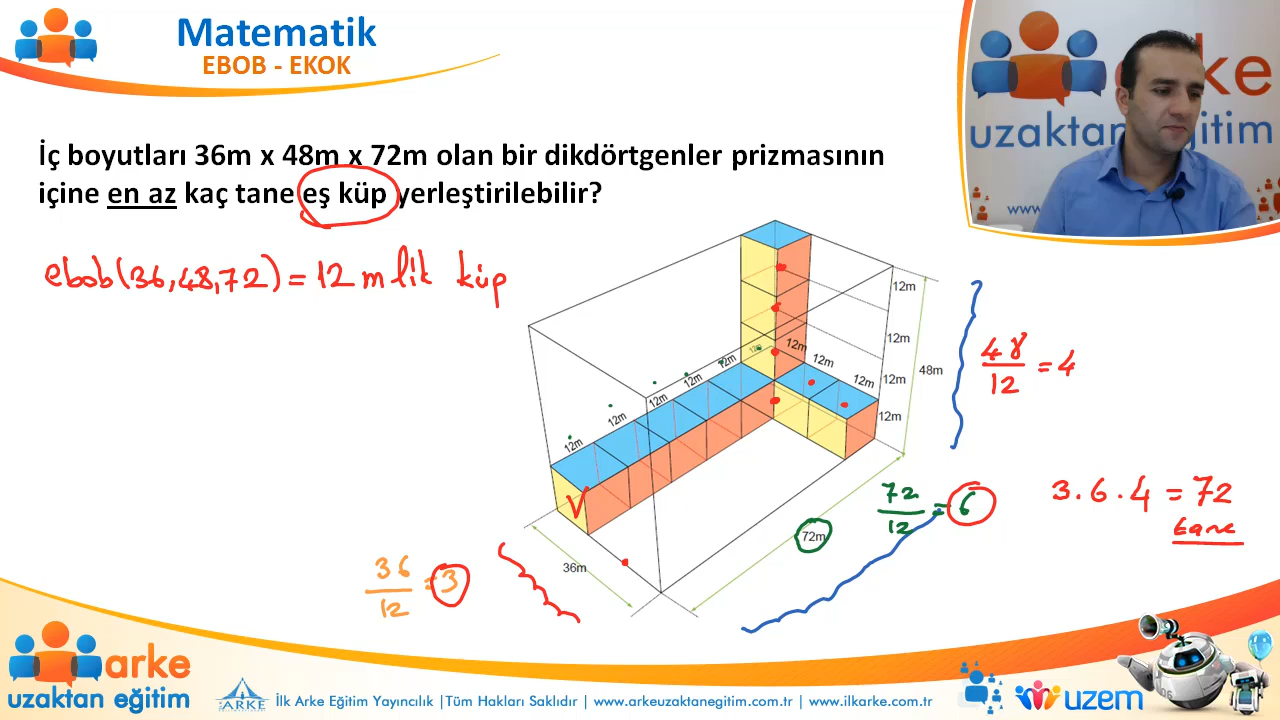 Matematik
EBOB - EKOK
arke
uzaktan eğitim
www.
İç boyutları 36m x 48m x 72m olan bir dikdörtgenler prizmasının
içine en az kaç tane eş küp yerleştirilebilir?
ebob(36,48,72) = 12 m lik küp
12m
12m
12m
12m
12m
12m
12m
12m
12m
12m
12m
12m
12m
48m
72m
36m
48/12 = 4
72/12 = 6
36/12 = 3
3.6.4 = 72
tane
V
arke
uzaktan eğitim
ARKE
İlk Arke Eğitim Yayıncılık |Tüm Hakları Saklıdır | www.arkeuzaktanegitim.com.tr | www.ilkarke.com.tr
uzem